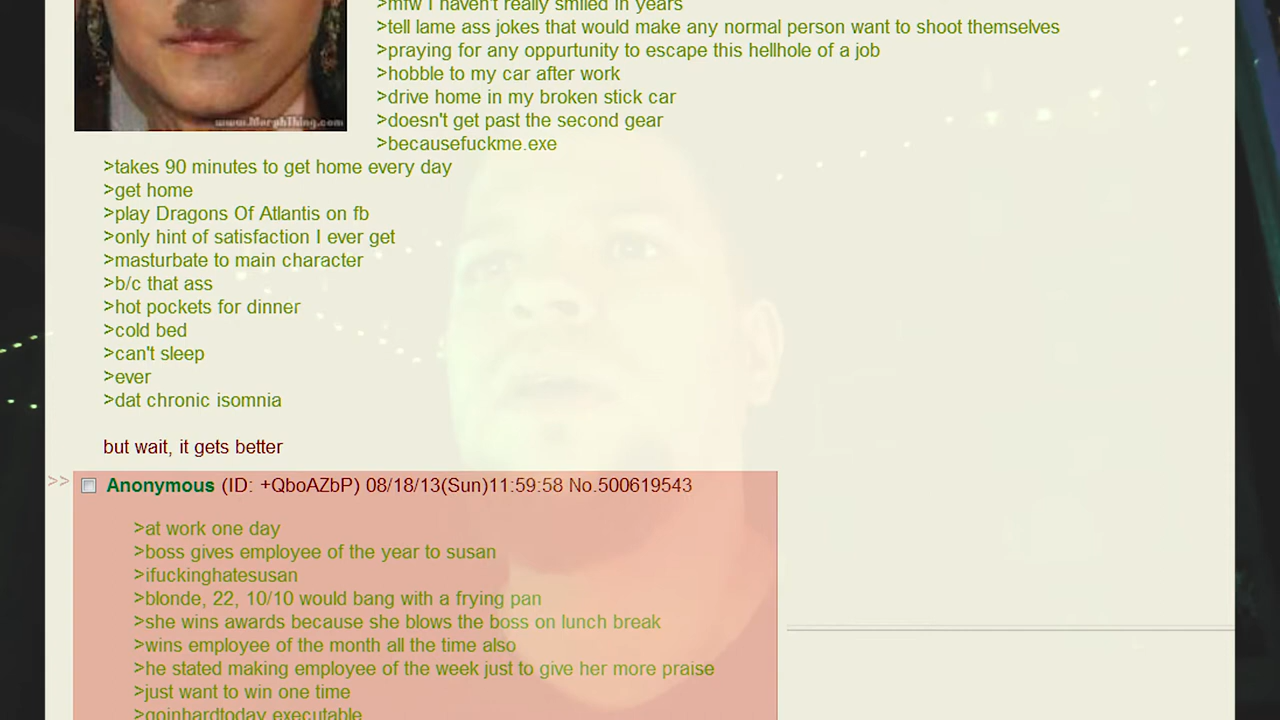 >mfw I haven't really smiled in years
>tell lame ass jokes that would make any normal person want to shoot themselves
>praying for any oppurtunity to escape this hellhole of a job
>hobble to my car after work
>drive home in my broken stick car
www.MorphThing.com
>doesn't get past the second gear
>becausefuckme.exe
>takes 90 minutes to get home every day
>get home
>play Dragons Of Atlantis on fb
>only hint of satisfaction I ever get
>masturbate to main character
>b/c that ass
>hot pockets for dinner
>cold bed
>can't sleep
>ever
>dat chronic isomnia
but wait, it gets better
>> Anonymous (ID: +QboAZbP) 08/18/13(Sun)11:59:58 No.500619543
>at work one day
>boss gives employee of the year to susan
>ifuckinghatesusan
>blonde, 22, 10/10 would bang with a frying pan
>she wins awards because she blows the boss on lunch break
>wins employee of the month all the time also
>he stated making employee of the week just to give her more praise
>just want to win one time
>goinhardtoday.executable